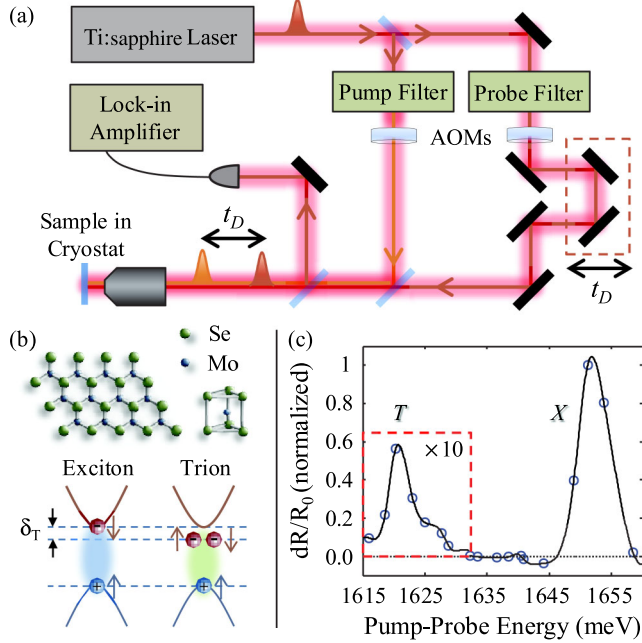 (a)
Ti:sapphire Laser
Lock-in
Amplifier
Pump Filter
Probe Filter
AOMs
Sample in
Cryostat
t_D
t_D
(b)
Se
Mo
Exciton
Trion
δ_T
- - -
+ +
(c)
dR/R_0 (normalized)
1
0.8
0.6
0.4
0.2
0.0
T
X
×10
1615 1625 1635 1645 1655
Pump-Probe Energy (meV)